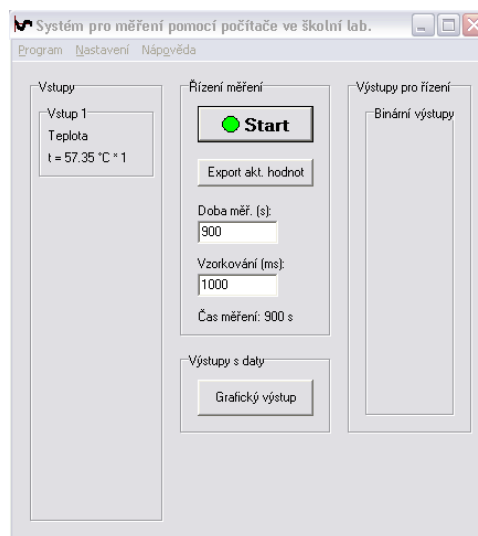 Systém pro měření pomocí počítače ve školní lab.
Program Nastavení Nápověda
Vstupy
Vstup 1
Teplota
t = 57.35 °C * 1
Řízení měření
Start
Export akt. hodnot
Doba měř. (s):
900
Vzorkování (ms):
1000
Čas měření: 900 s
Výstupy s daty
Grafický výstup
Výstupy pro řízení
Binární výstupy